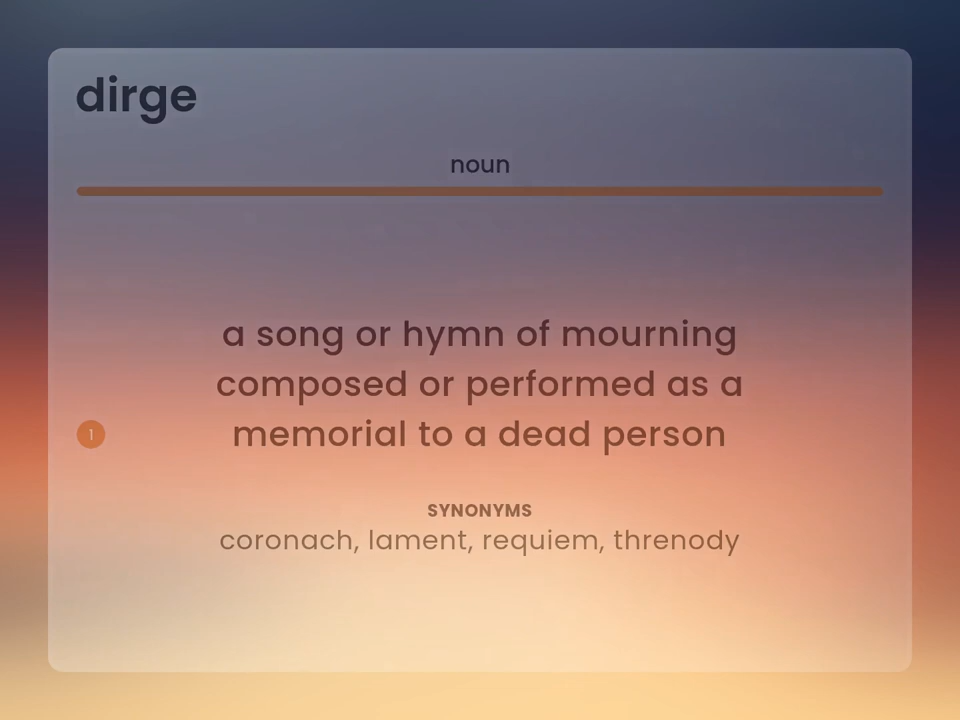 dirge
noun
a song or hymn of mourning
composed or performed as a
1
memorial to a dead person
SYNONYMS
coronach, lament, requiem, threnody